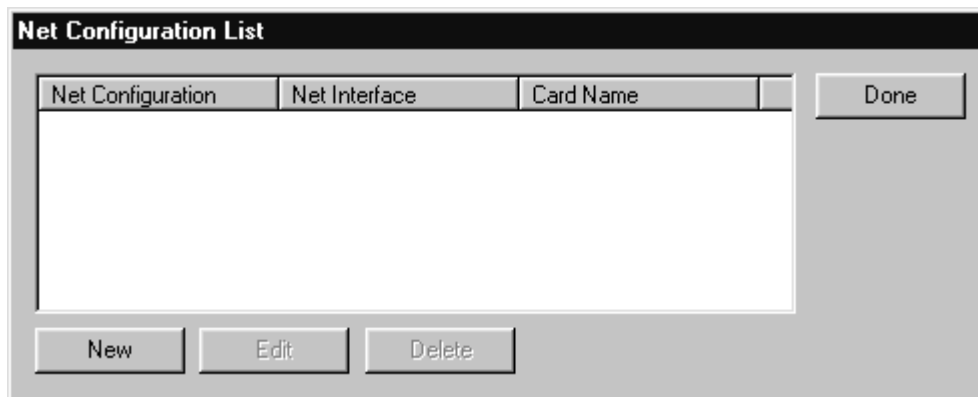 Net Configuration List
Net Configuration Net Interface Card Name
Done
New Edit Delete